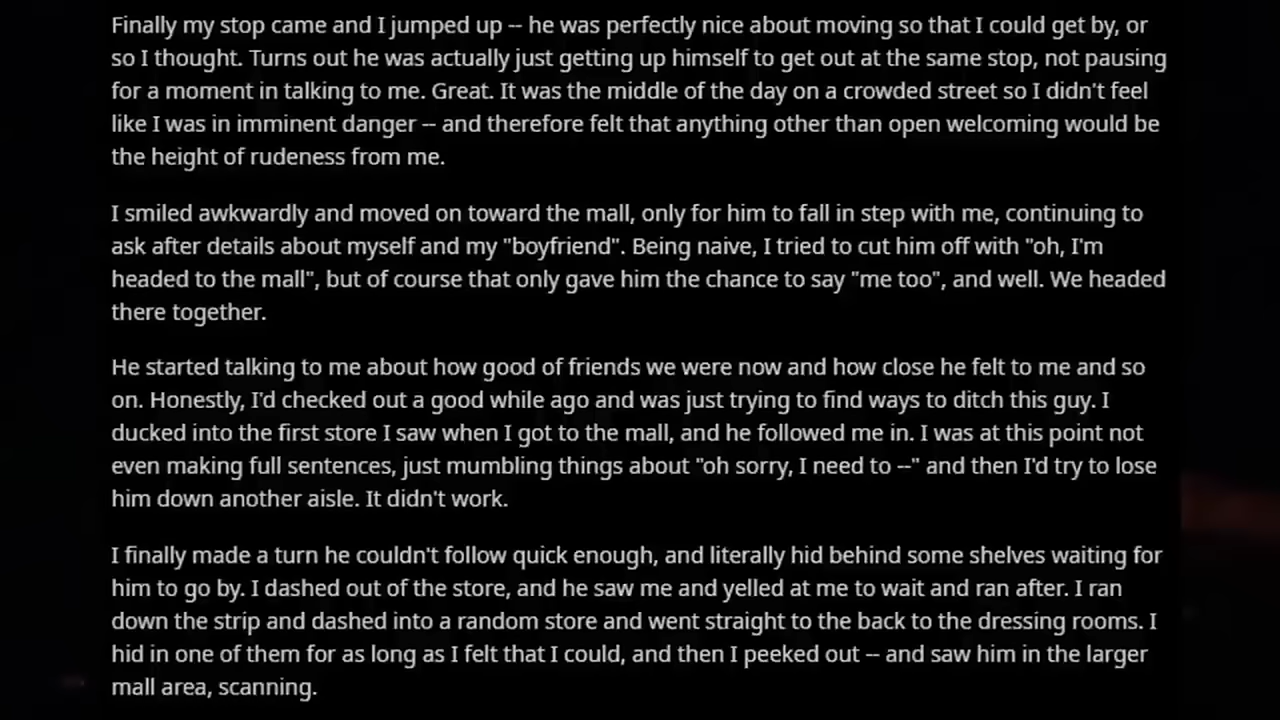 Finally my stop came and I jumped up -- he was perfectly nice about moving so that I could get by, or
so I thought. Turns out he was actually just getting up himself to get out at the same stop, not pausing
for a moment in talking to me. Great. It was the middle of the day on a crowded street so I didn't feel
like I was in imminent danger -- and therefore felt that anything other than open welcoming would be
the height of rudeness from me.
I smiled awkwardly and moved on toward the mall, only for him to fall in step with me, continuing to
ask after details about myself and my "boyfriend". Being naive, I tried to cut him off with "oh, I'm
headed to the mall", but of course that only gave him the chance to say "me too", and well. We headed
there together.
He started talking to me about how good of friends we were now and how close he felt to me and so
on. Honestly, I'd checked out a good while ago and was just trying to find ways to ditch this guy. I
ducked into the first store I saw when I got to the mall, and he followed me in. I was at this point not
even making full sentences, just mumbling things about "oh sorry, I need to --" and then I'd try to lose
him down another aisle. It didn't work.
I finally made a turn he couldn't follow quick enough, and literally hid behind some shelves waiting for
him to go by. I dashed out of the store, and he saw me and yelled at me to wait and ran after. I ran
down the strip and dashed into a random store and went straight to the back to the dressing rooms. I
hid in one of them for as long as I felt that I could, and then I peeked out -- and saw him in the larger
mall area, scanning.